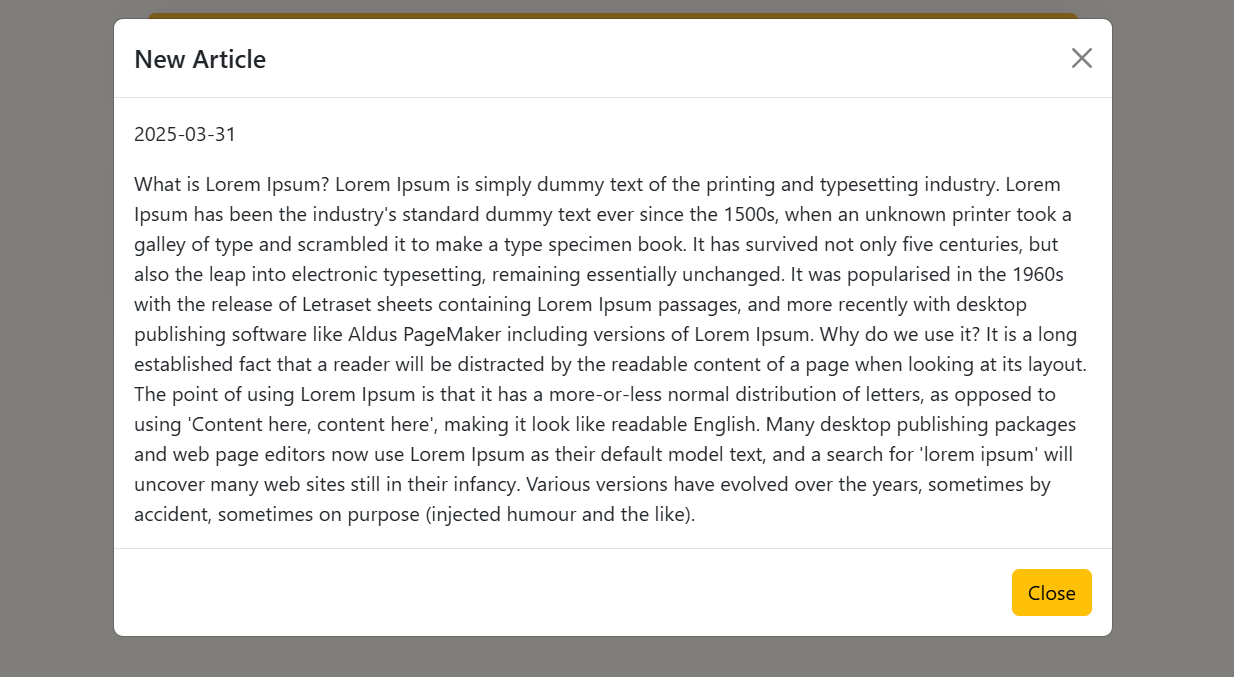 New Article
2025-03-31
What is Lorem Ipsum? Lorem Ipsum is simply dummy text of the printing and typesetting industry. Lorem
Ipsum has been the industry's standard dummy text ever since the 1500s, when an unknown printer took a
galley of type and scrambled it to make a type specimen book. It has survived not only five centuries, but
also the leap into electronic typesetting, remaining essentially unchanged. It was popularised in the 1960s
with the release of Letraset sheets containing Lorem Ipsum passages, and more recently with desktop
publishing software like Aldus PageMaker including versions of Lorem Ipsum. Why do we use it? It is a long
established fact that a reader will be distracted by the readable content of a page when looking at its layout.
The point of using Lorem Ipsum is that it has a more-or-less normal distribution of letters, as opposed to
using 'Content here, content here', making it look like readable English. Many desktop publishing packages
and web page editors now use Lorem Ipsum as their default model text, and a search for 'lorem ipsum' will
uncover many web sites still in their infancy. Various versions have evolved over the years, sometimes by
accident, sometimes on purpose (injected humour and the like).
Close